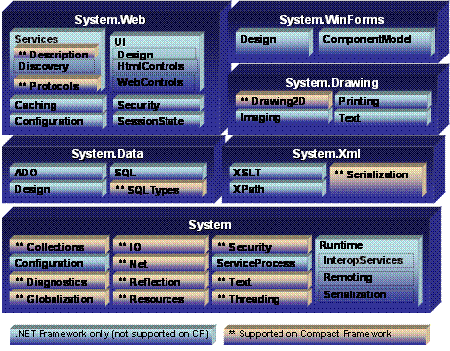 System.Web
Services
** Description
Discovery
** Protocols
UI
Design
HtmlControls
WebControls
Caching
Security
Configuration
SessionState
System.WinForms
Design
ComponentModel
System.Drawing
** Drawing2D
Printing
Imaging
Text
System.Data
ADO
SQL
Design
** SQLTypes
System.Xml
XSLT
** Serialization
XPath
System
** Collections
** IO
** Security
Configuration
** Net
ServiceProcess
** Diagnostics
** Reflection
** Text
** Globalization
** Resources
** Threading
Runtime
InteropServices
Remoting
Serialization
.NET Framework only (not supported on CF)
** Supported on Compact Framework